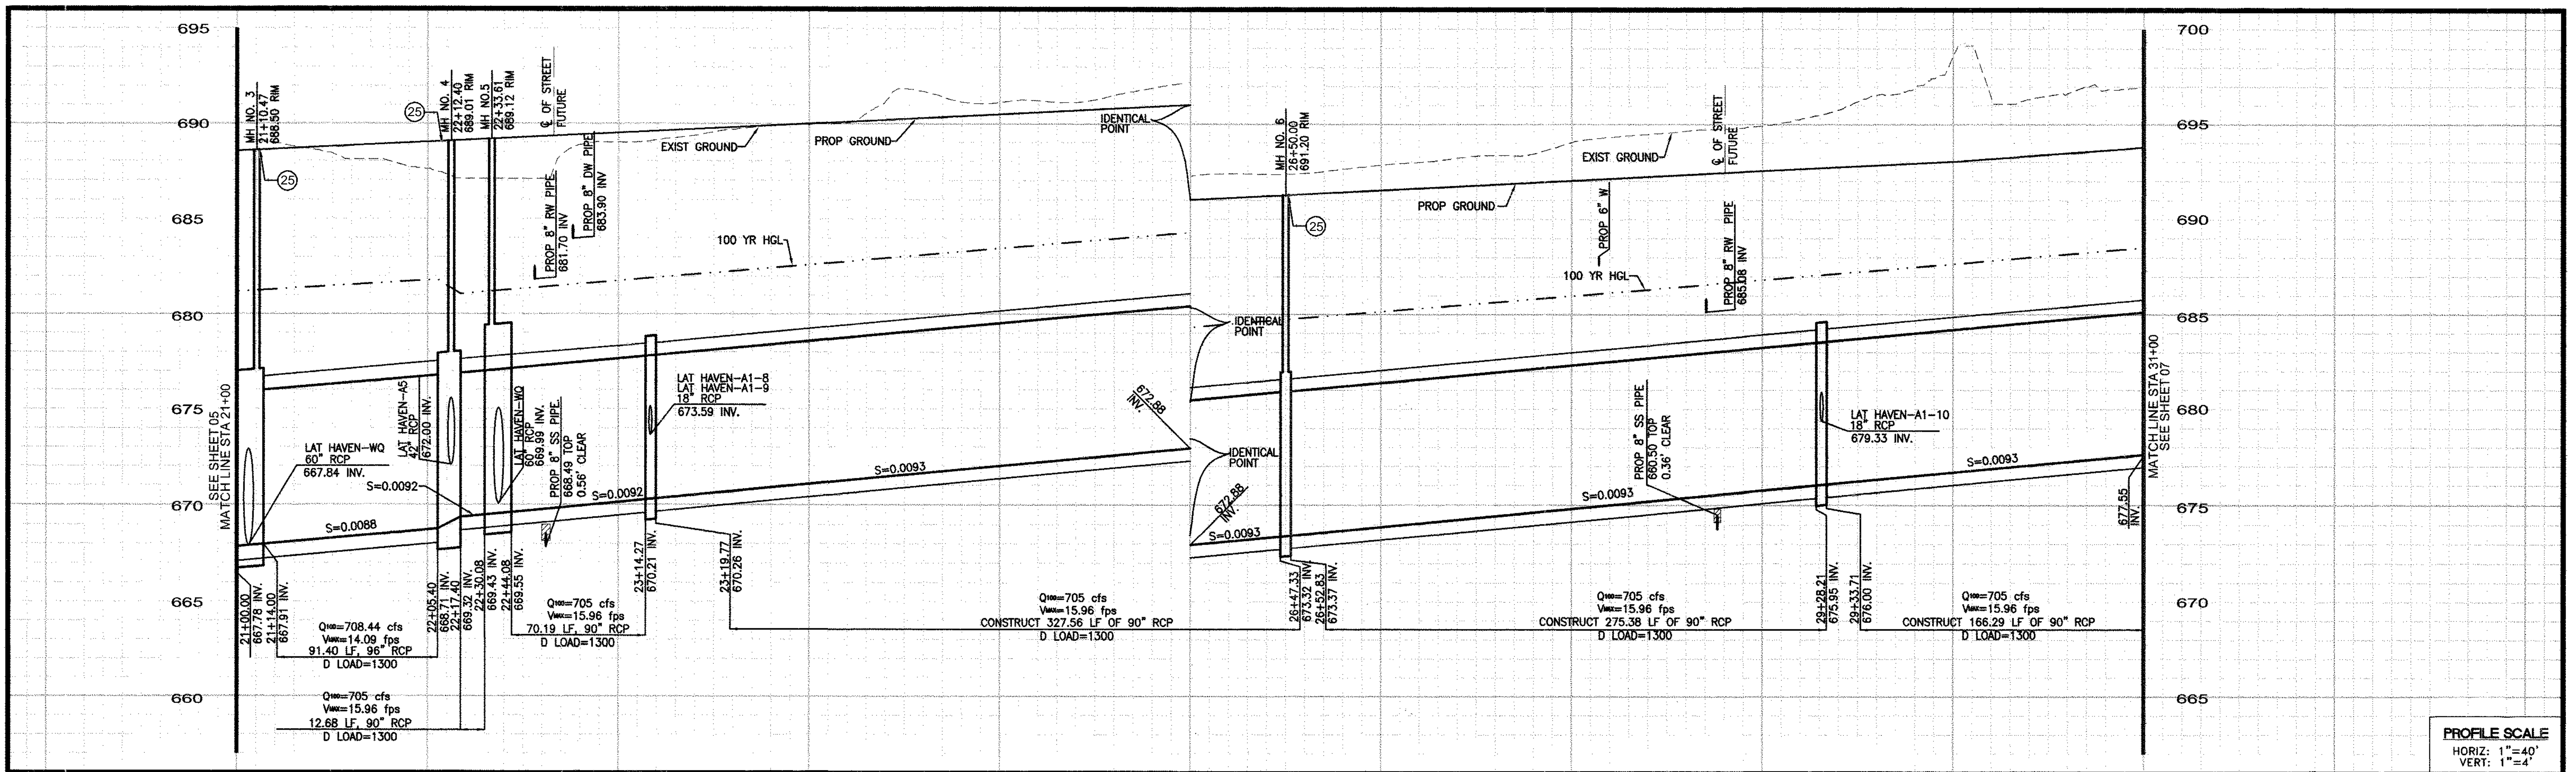 695
690
685
680
675
670
665
660
700
695
690
685
680
675
670
665
SEE SHEET 05
MATCH LINE STA 21+00
MH NO. 3
21+10.47
688.50 RIM
25
25
MH NO. 4
22+12.40
689.01 RIM
MH NO.5
22+33.61
689.12 RIM
℄ OF STREET
FUTURE
PROP 8" RW PIPE
681.70 INV
PROP 8" DW PIPE
683.90 INV
EXIST GROUND
PROP GROUND
100 YR HGL
IDENTICAL
POINT
LAT HAVEN-WQ
60" RCP
667.84 INV.
LAT HAVEN-A5
42" RCP
672.00 INV.
LAT HAVEN-WQ
60" RCP
669.99 INV.
PROP 8" SS PIPE
668.49 TOP
0.56' CLEAR
LAT HAVEN-A1-8
LAT HAVEN-A1-9
18" RCP
673.59 INV.
S=0.0088
S=0.0092
S=0.0092
S=0.0093
21+00.00
667.78 INV.
21+14.00
667.91 INV.
22+05.40
668.71 INV.
22+17.40
669.32 INV.
22+30.08
669.43 INV.
22+44.08
669.55 INV.
23+14.27
670.21 INV.
23+19.77
670.26 INV.
Q100=708.44 cfs
VMAX=14.09 fps
91.40 LF, 96" RCP
D LOAD=1300
Q100=705 cfs
VMAX=15.96 fps
12.68 LF, 90" RCP
D LOAD=1300
Q100=705 cfs
VMAX=15.96 fps
70.19 LF, 90" RCP
D LOAD=1300
Q100=705 cfs
VMAX=15.96 fps
CONSTRUCT 327.56 LF OF 90" RCP
D LOAD=1300
672.88
INV.
IDENTICAL
POINT
IDENTICAL
POINT
672.88
INV.
S=0.0093
MH NO. 6
26+50.00
691.20 RIM
25
PROP GROUND
EXIST GROUND
PROP 6" W
℄ OF STREET
FUTURE
PROP 8" RW PIPE
685.08 INV
100 YR HGL
PROP 8" SS PIPE
660.50 TOP
0.36' CLEAR
LAT HAVEN-A1-10
18" RCP
679.33 INV.
S=0.0093
S=0.0093
26+47.33
673.32 INV.
26+52.83
673.37 INV.
29+28.21
675.95 INV.
29+33.71
676.00 INV.
Q100=705 cfs
VMAX=15.96 fps
CONSTRUCT 275.38 LF OF 90" RCP
D LOAD=1300
Q100=705 cfs
VMAX=15.96 fps
CONSTRUCT 166.29 LF OF 90" RCP
D LOAD=1300
677.55
INV.
MATCH LINE STA 31+00
SEE SHEET 07
PROFILE SCALE
HORIZ: 1"=40'
VERT: 1"=4'